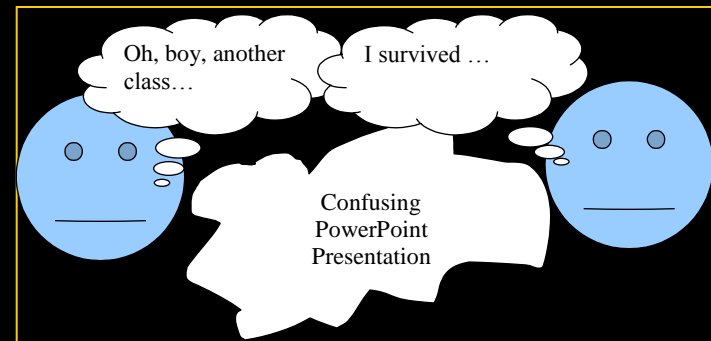 Oh, boy, another
class…
I survived …
Confusing
PowerPoint
Presentation